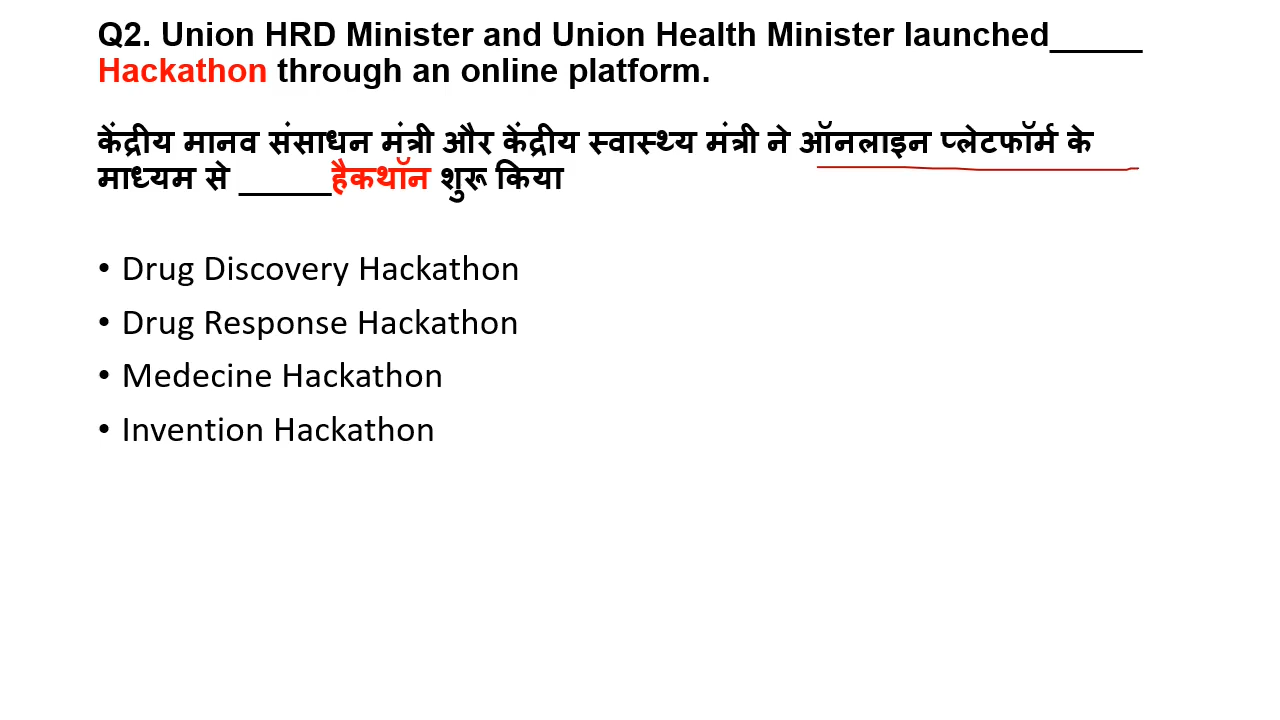 Q2. Union HRD Minister and Union Health Minister launched_____
Hackathon through an online platform.
केंद्रीय मानव संसाधन मंत्री और केंद्रीय स्वास्थ्य मंत्री ने ऑनलाइन प्लेटफॉर्म के
माध्यम से _____हैकथॉन शुरू किया
• Drug Discovery Hackathon
• Drug Response Hackathon
• Medecine Hackathon
• Invention Hackathon